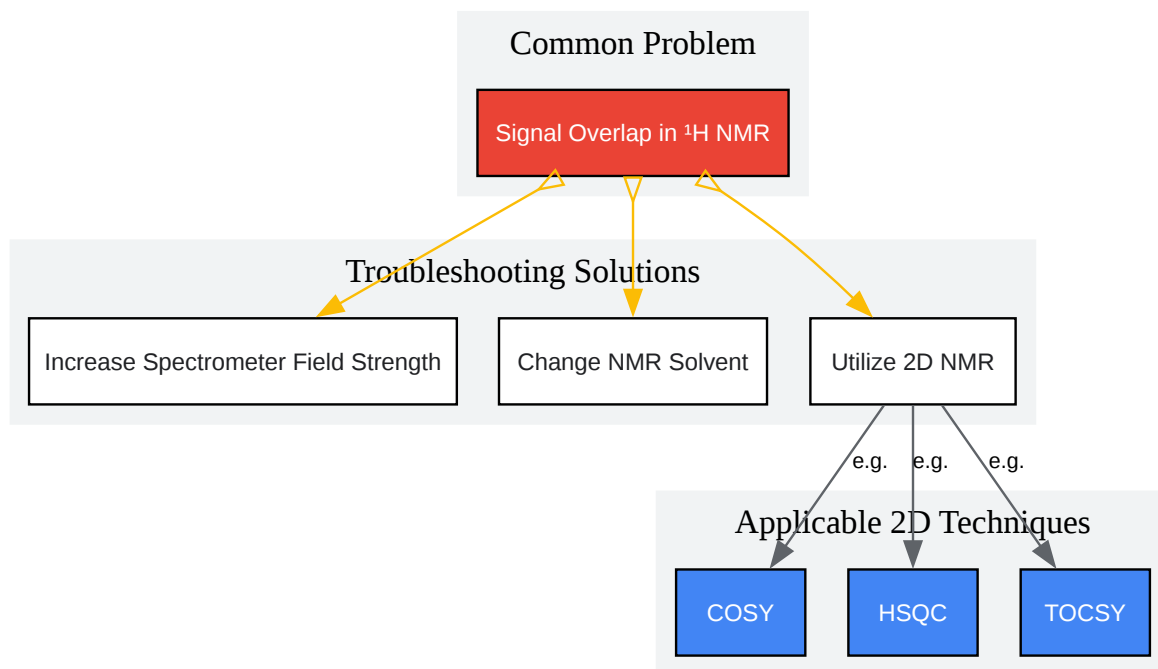 Common Problem
Signal Overlap in ¹H NMR
Troubleshooting Solutions
Increase Spectrometer Field Strength
Change NMR Solvent
Utilize 2D NMR
e.g.
e.g.
e.g.
Applicable 2D Techniques
COSY
HSQC
TOCSY